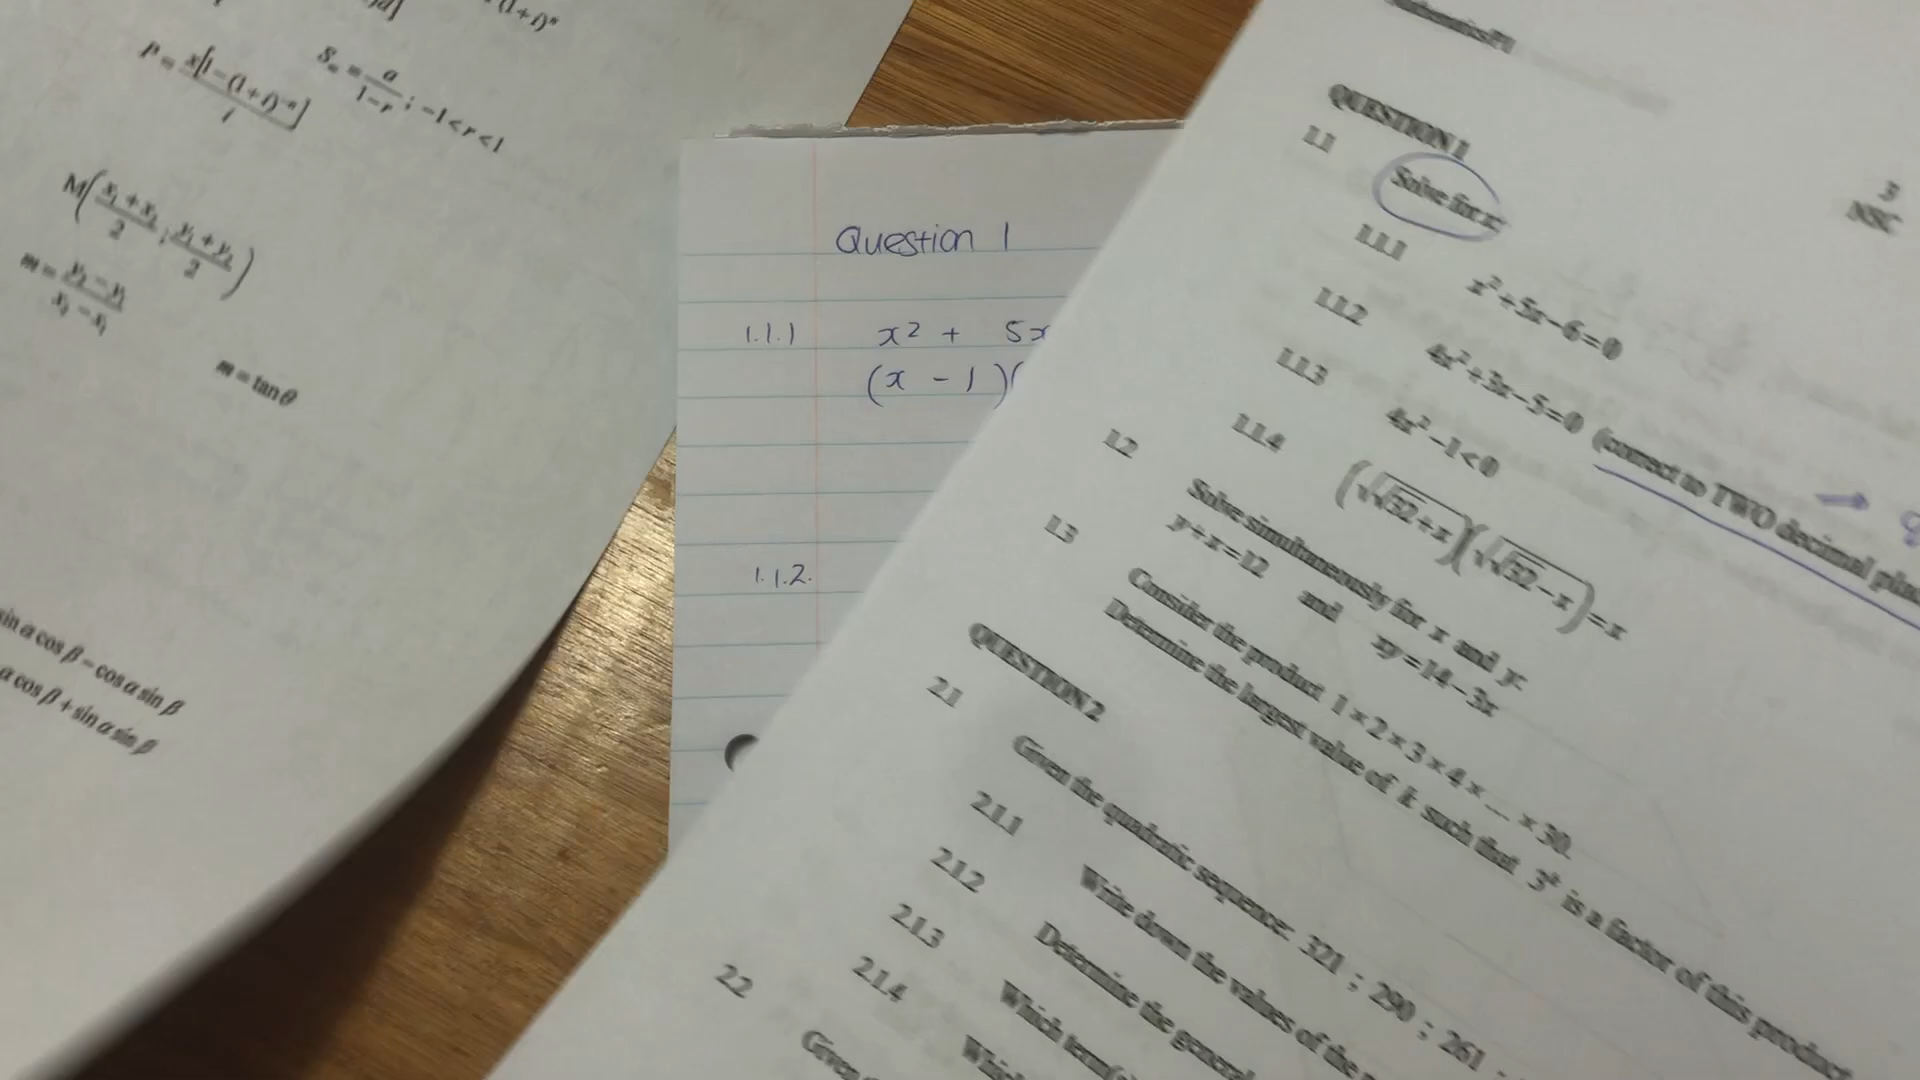 (1+i)ⁿ
P = x[1−(1+i)⁻ⁿ] / i
S∞ = a / 1−r ; −1 < r < 1
M( x₁ + x₂ / 2 ; y₁ + y₂ / 2 )
m = y₂ − y₁ / x₂ − x₁
m = tan θ
sin α cos β − cos α sin β
α cos β + sin α sin β
Question 1
1.1.1 x² + 5x
(x − 1)(
1.1.2.
3
NSC
QUESTION 1
1.1 Solve for x:
1.1.1 x² + 5x − 6 = 0
1.1.2 4x² + 3x − 5 = 0 (correct to TWO decimal
1.1.3 4x² − 1 < 0
1.1.4 (√√32 + x)(√√32 − x) = x
1.2 Solve simultaneously for x and y:
y + x = 12 and xy = 14 − 3x
1.3 Consider the product 1 × 2 × 3 × 4 × ... × 30.
Determine the largest value of k such that 3ᵏ is a factor of this product
QUESTION 2
2.1 Given the quadratic sequence: 321 ; 290 ; 261
2.1.1 Write down the values of the
2.1.2 Determine the general
2.1.3 Which term
2.1.4
2.2 Given